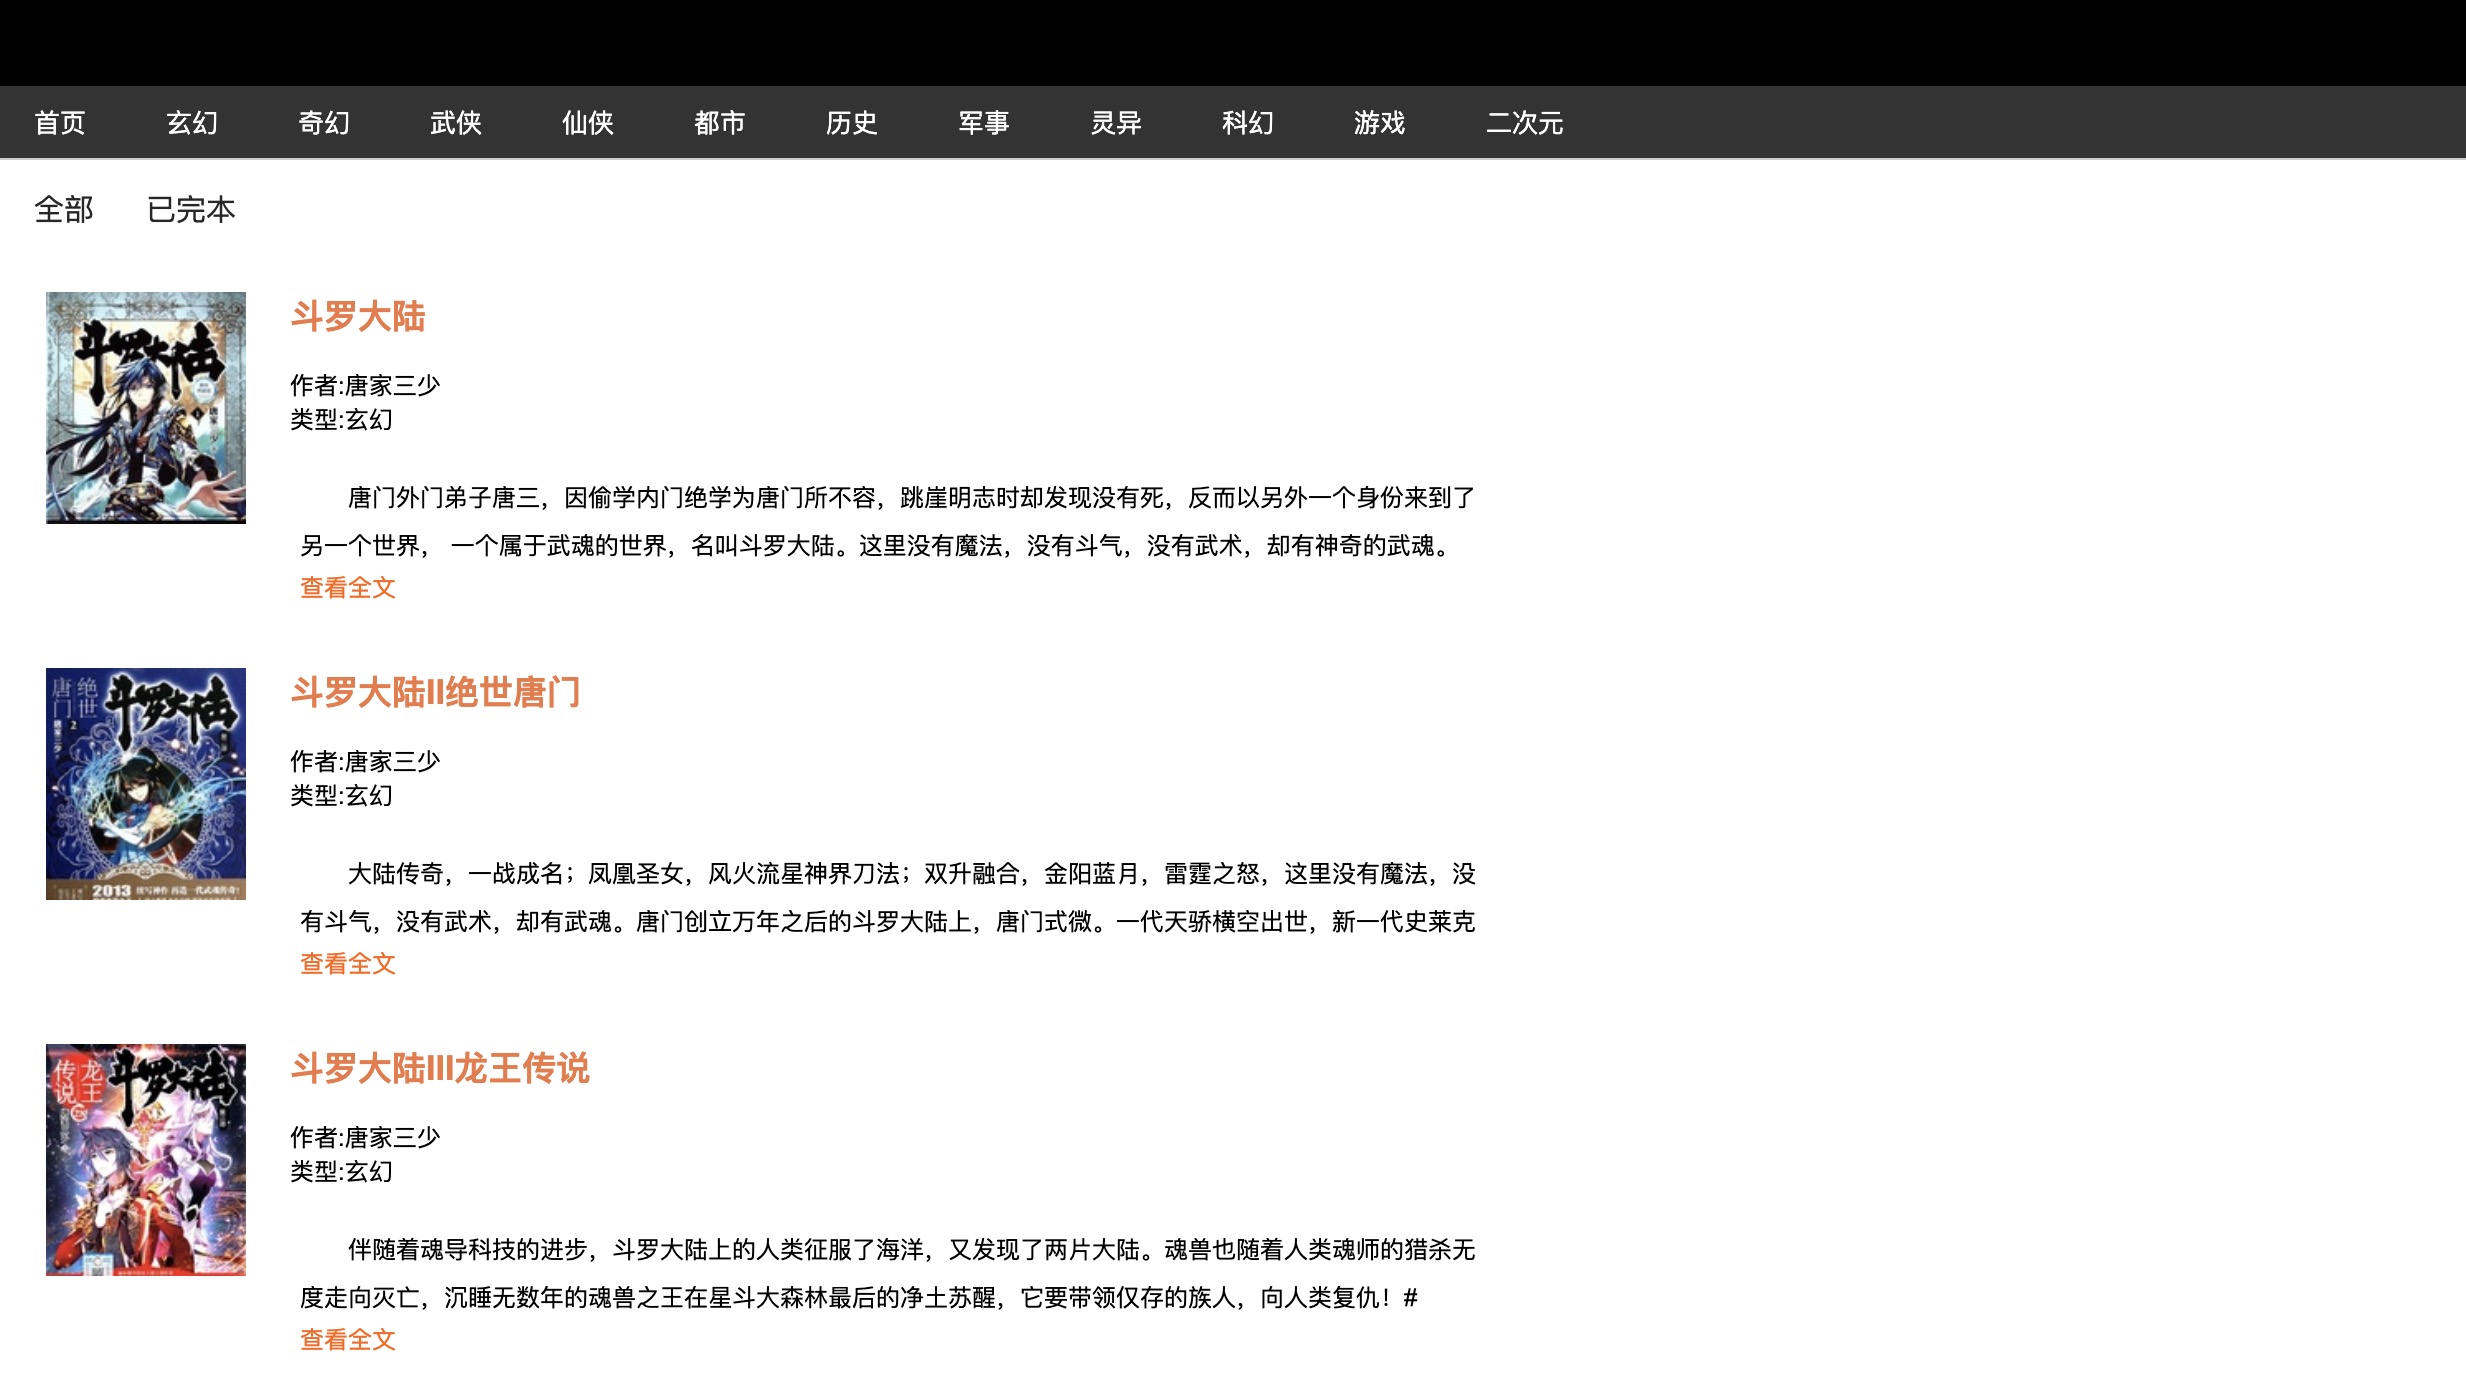 首页 玄幻 奇幻 武侠 仙侠 都市 历史 军事 灵异 科幻 游戏 二次元
全部 已完本
斗罗大陆
斗罗大陆
作者:唐家三少
类型:玄幻
唐门外门弟子唐三，因偷学内门绝学为唐门所不容，跳崖明志时却发现没有死，反而以另外一个身份来到了
另一个世界， 一个属于武魂的世界，名叫斗罗大陆。这里没有魔法，没有斗气，没有武术，却有神奇的武魂。
查看全文
绝世
唐门
斗罗大陆
2
唐家三少
2013
斗罗大陆II绝世唐门
作者:唐家三少
类型:玄幻
大陆传奇，一战成名；凤凰圣女，风火流星神界刀法；双升融合，金阳蓝月，雷霆之怒，这里没有魔法，没
有斗气，没有武术，却有武魂。唐门创立万年之后的斗罗大陆上，唐门式微。一代天骄横空出世，新一代史莱克
查看全文
龙王
传说
斗罗大陆
斗罗大陆III龙王传说
作者:唐家三少
类型:玄幻
伴随着魂导科技的进步，斗罗大陆上的人类征服了海洋，又发现了两片大陆。魂兽也随着人类魂师的猎杀无
度走向灭亡，沉睡无数年的魂兽之王在星斗大森林最后的净土苏醒，它要带领仅存的族人，向人类复仇！#
查看全文